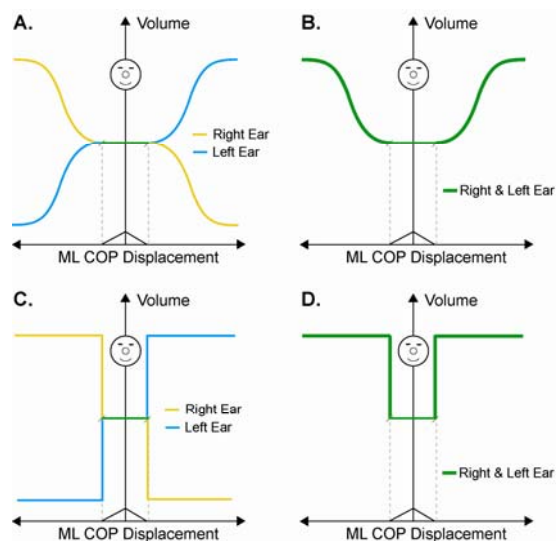 A.
Volume
Right Ear
Left Ear
ML COP Displacement
B.
Volume
Right & Left Ear
ML COP Displacement
C.
Volume
Right Ear
Left Ear
ML COP Displacement
D.
Volume
Right & Left Ear
ML COP Displacement